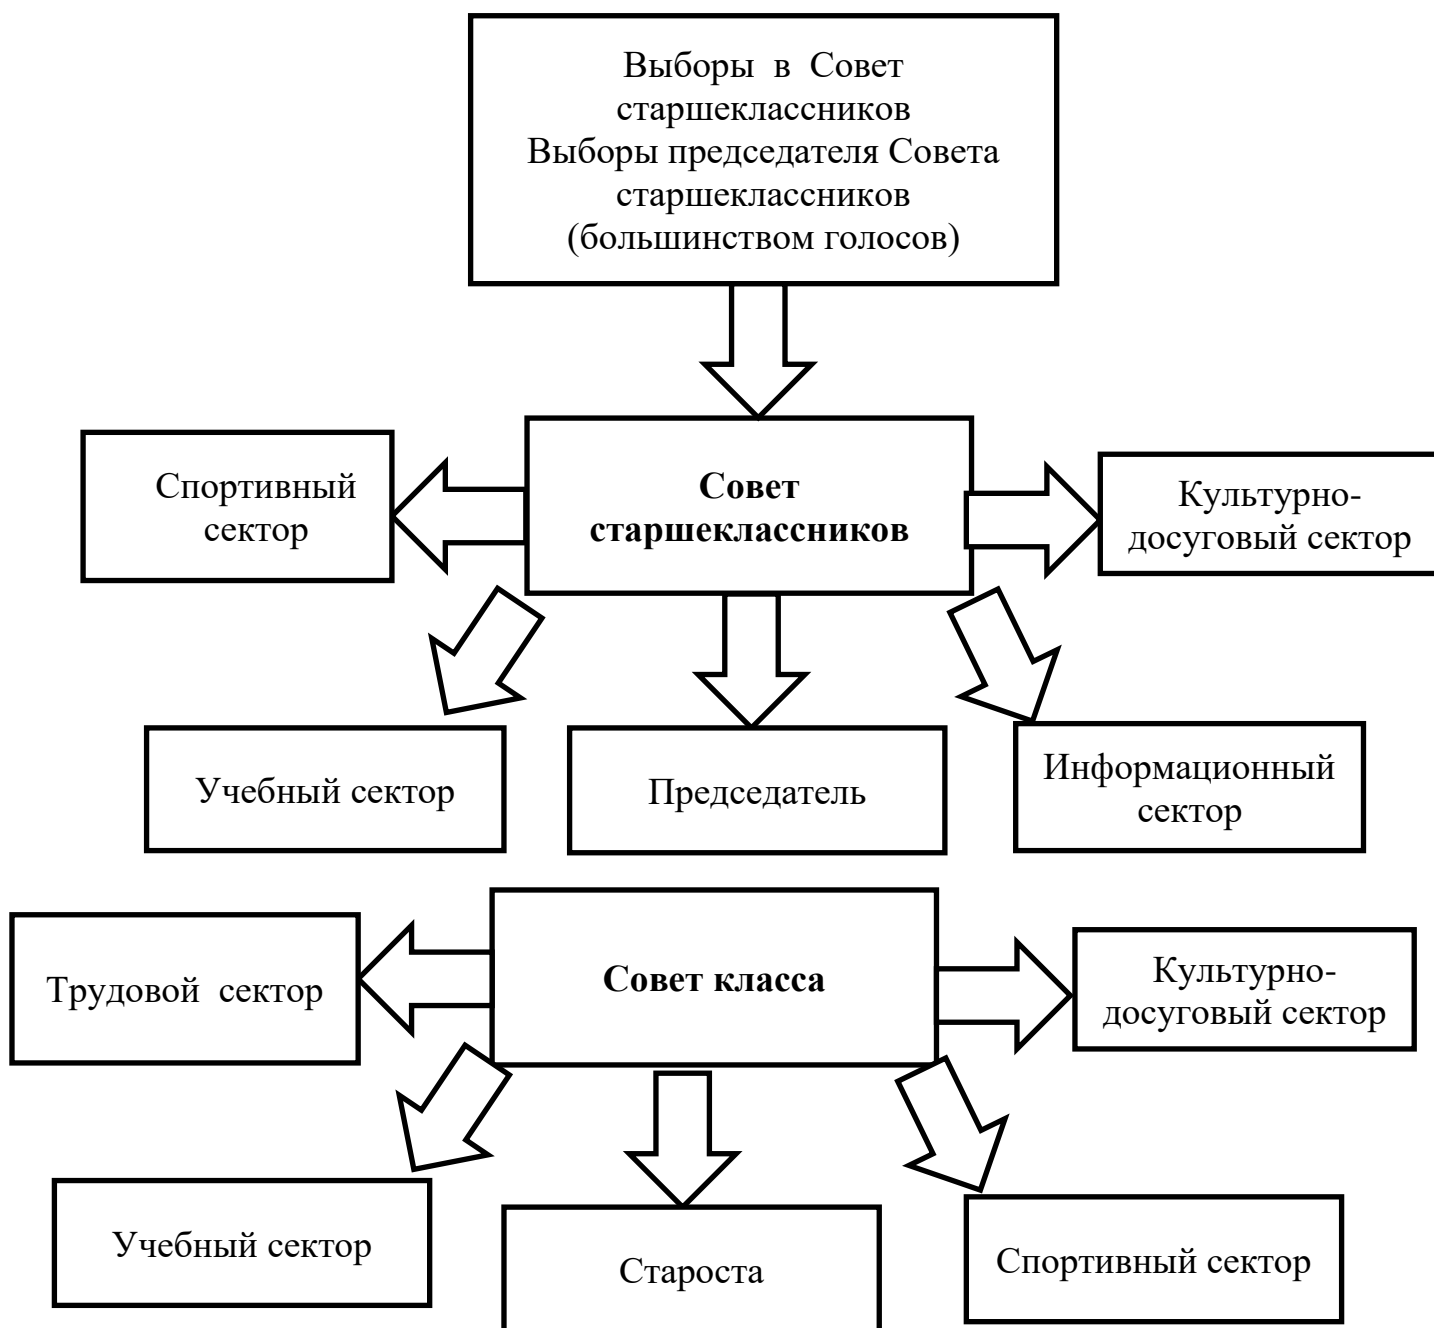 Выборы в Совет
старшеклассников
Выборы председателя Совета
старшеклассников
(большинством голосов)
Спортивный
сектор
Совет
старшеклассников
Культурно-
досуговый сектор
Учебный сектор
Председатель
Информационный
сектор
Трудовой сектор
Совет класса
Культурно-
досуговый сектор
Учебный сектор
Староста
Спортивный сектор